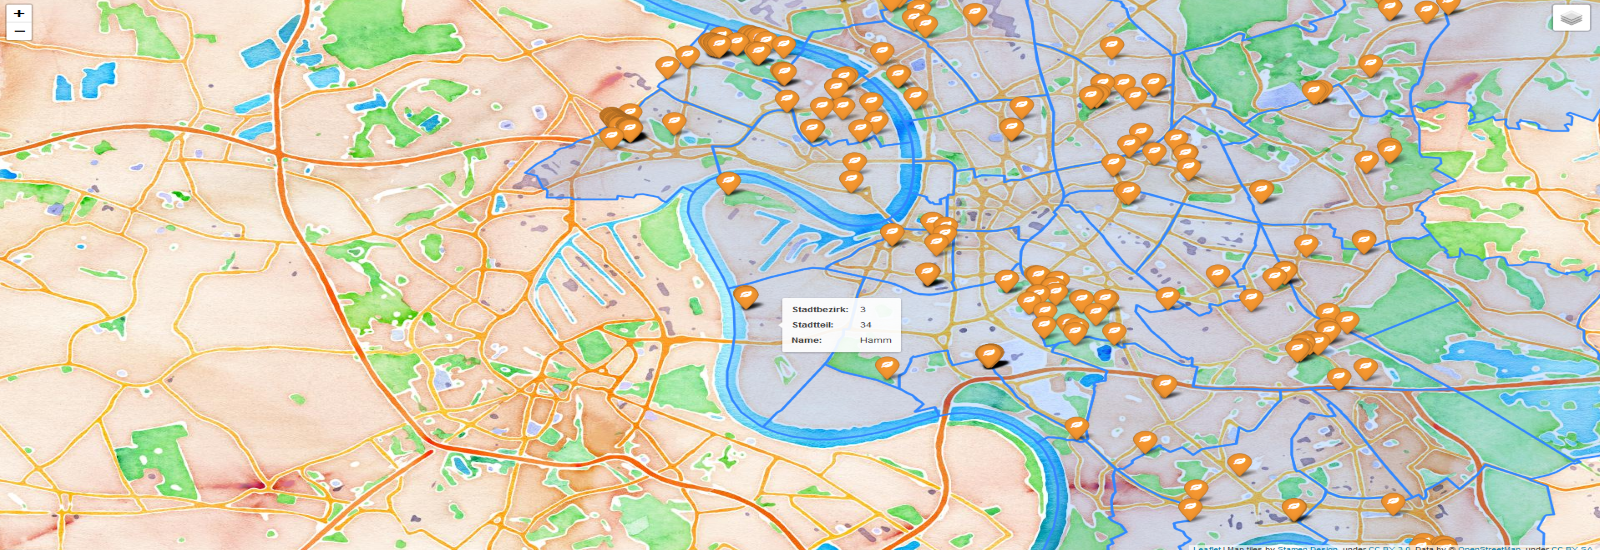 +
−
Stadtbezirk: 3
Stadtteil: 34
Name: Hamm
Leaflet | Map tiles by Stamen Design, under CC BY 3.0. Data by © OpenStreetMap, under CC BY SA.